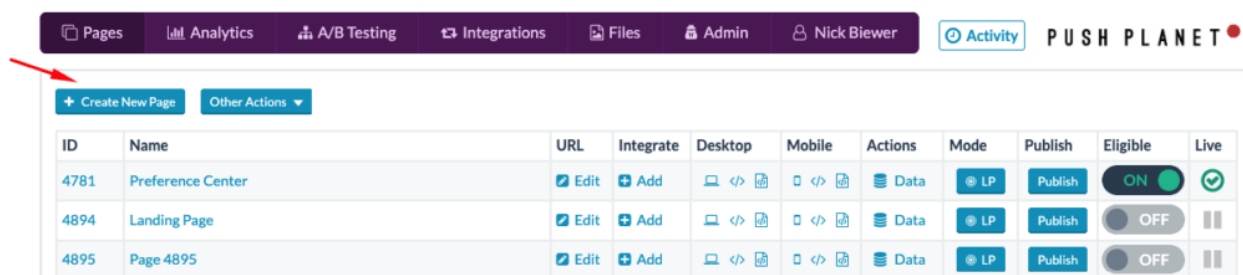 Pages Analytics A/B Testing Integrations Files Admin Nick Biewer Activity PUSH PLANET
+ Create New Page Other Actions
ID Name URL Integrate Desktop Mobile Actions Mode Publish Eligible Live
4781 Preference Center Edit Add </> Data LP Publish ON
4894 Landing Page Edit Add </> Data LP Publish OFF
4895 Page 4895 Edit Add </> Data LP Publish OFF